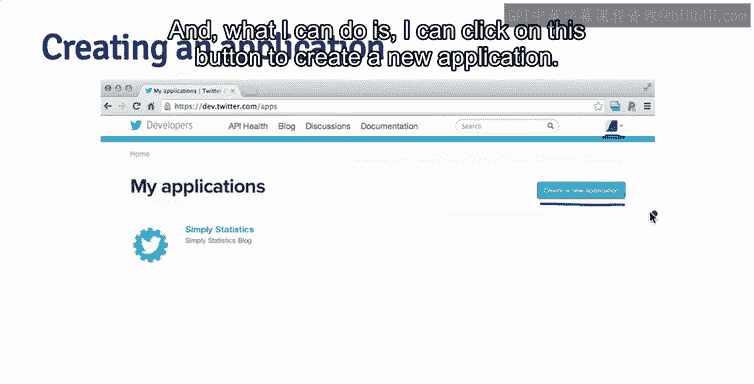 And, what I can do is, I can click on this
button to create a new application.
Creating an application
My applications | Twitter
https://dev.twitter.com/apps
Developers
API Health
Blog
Discussions
Documentation
Search
Home
My applications
Create a new application
Simply Statistics
Simply Statistics Blog